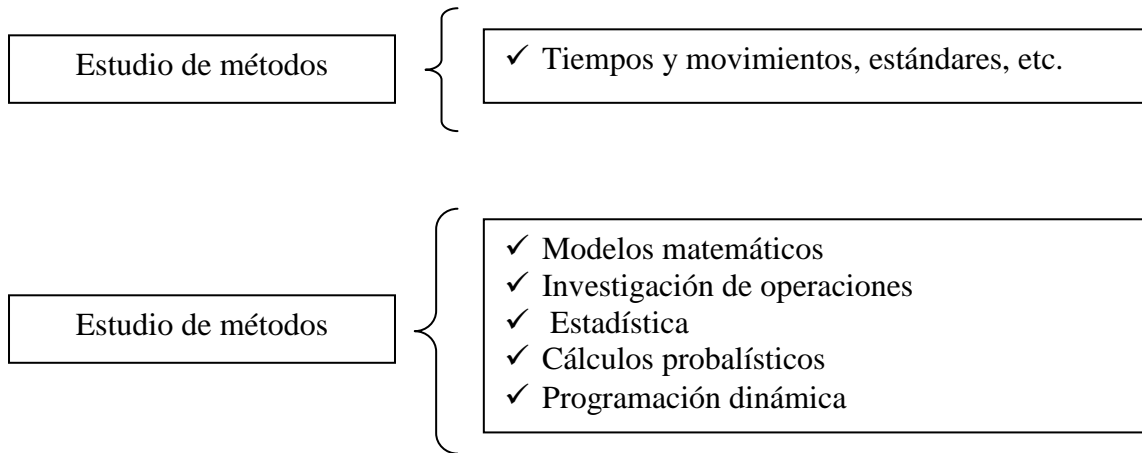 Estudio de métodos
✓ Tiempos y movimientos, estándares, etc.
Estudio de métodos
✓ Modelos matemáticos
✓ Investigación de operaciones
✓ Estadística
✓ Cálculos probalísticos
✓ Programación dinámica